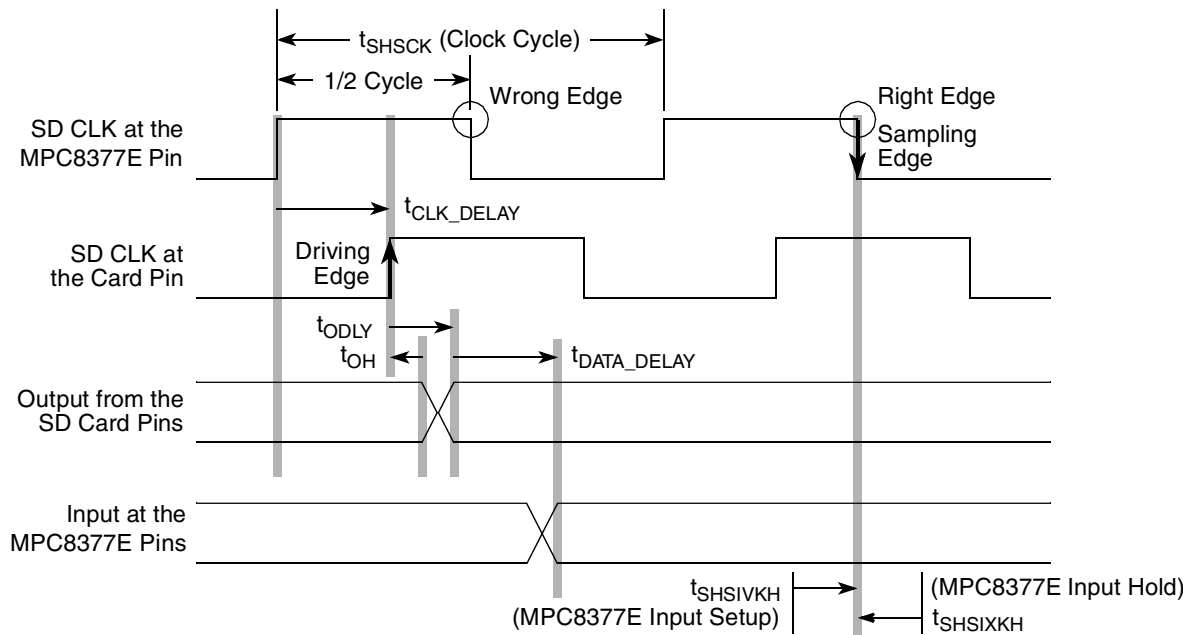 tSHSCK (Clock Cycle)
1/2 Cycle
Wrong Edge
Right Edge
SD CLK at the
MPC8377E Pin
Sampling
Edge
tCLK_DELAY
SD CLK at
the Card Pin
Driving
Edge
tODLY
tOH
tDATA_DELAY
Output from the
SD Card Pins
Input at the
MPC8377E Pins
tSHSIVKH
(MPC8377E Input Setup)
(MPC8377E Input Hold)
tSHSIXKH